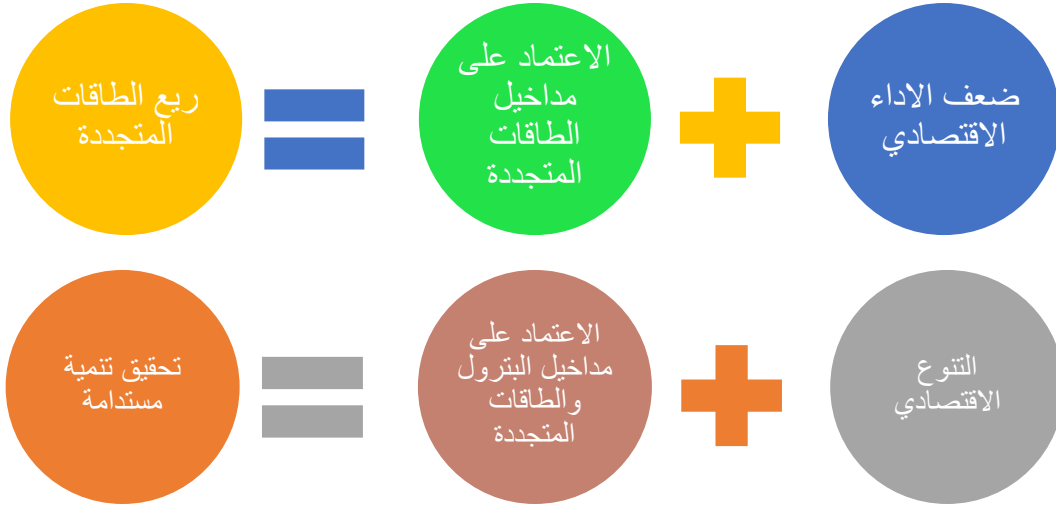 ضعف الاداء
الاقتصادي
الاعتماد على
مداخيل
الطاقات
المتجددة
ريع الطاقات
المتجددة
التنوع
الاقتصادي
الاعتماد على
مداخيل البترول
والطاقات
المتجددة
تحقيق تنمية
مستدامة